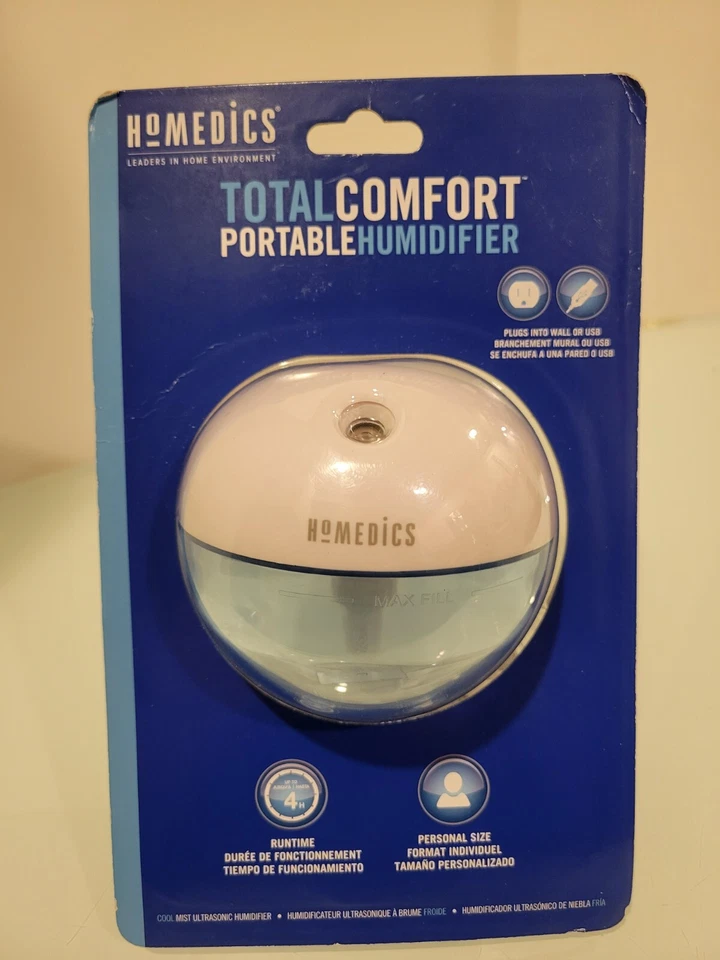 HoMEDiCS®
LEADERS IN HOME ENVIRONMENT
TOTALCOMFORT™
PORTABLEHUMIDIFIER
PLUGS INTO WALL OR USB
BRANCHEMENT MURAL OU USB
SE ENCHUFA A UNA PARED O USB
HoMEDiCS
MAX FILL
4H
RUNTIME
DURÉE DE FONCTIONNEMENT
TIEMPO DE FUNCIONAMIENTO
PERSONAL SIZE
FORMAT INDIVIDUEL
TAMAÑO PERSONALIZADO
COOL MIST ULTRASONIC HUMIDIFIER • HUMIDIFICATEUR ULTRASONIQUE À BRUME FROIDE • HUMIDIFICADOR ULTRASÓNICO DE NIEBLA FRÍA